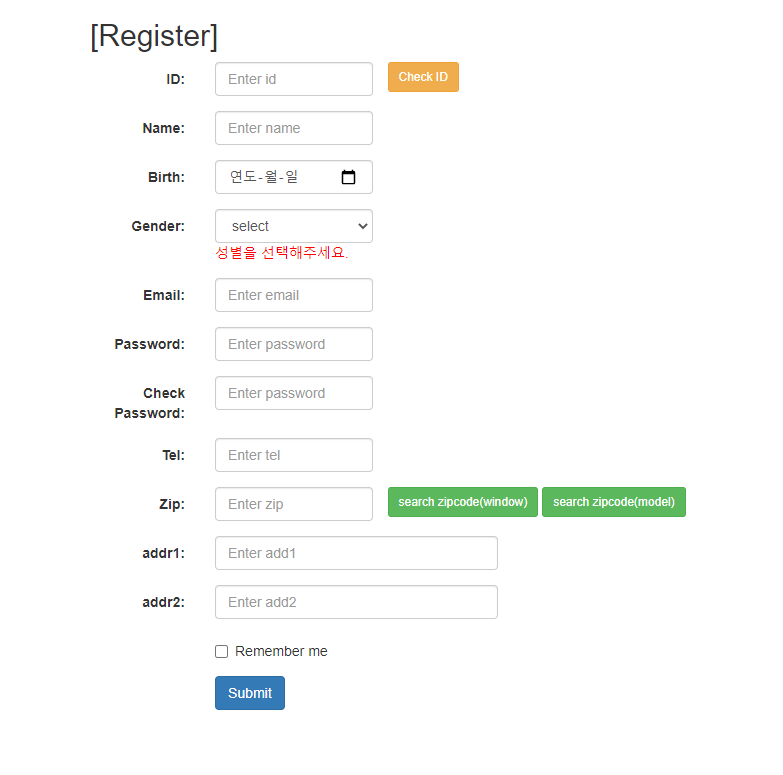 [Register]
ID: Enter id Check ID
Name: Enter name
Birth: 연도-월-일
Gender: select
성별을 선택해주세요.
Email: Enter email
Password: Enter password
Check Password: Enter password
Tel: Enter tel
Zip: Enter zip search zipcode(window) search zipcode(model)
addr1: Enter add1
addr2: Enter add2
Remember me
Submit